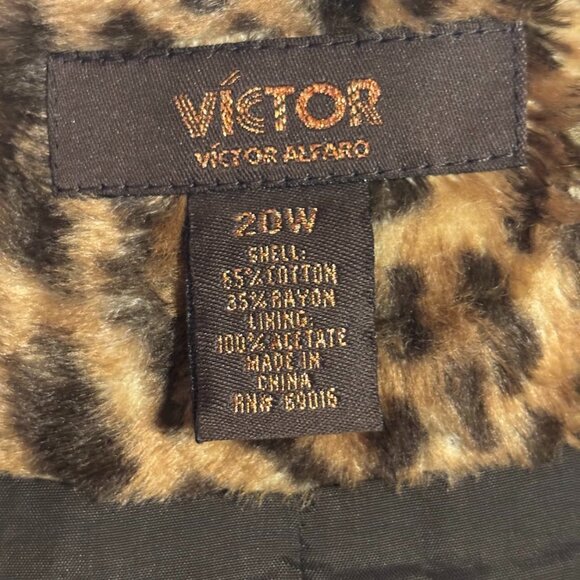 VÍCTOR
VÍCTOR ALFARO
20W
SHELL:
65% COTTON
35% RAYON
LINING:
100% ACETATE
MADE IN
CHINA
RN# 69016